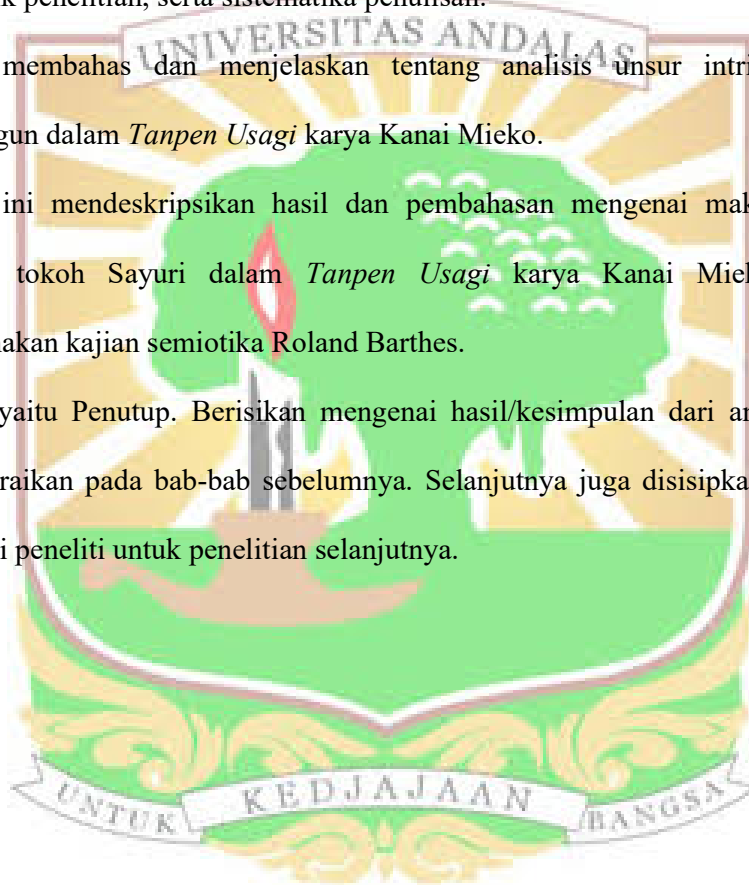 k penelitian, serta sistematika penulisan.
UNIVERSITAS ANDALAS
membahas dan menjelaskan tentang analisis unsur intri
gun dalam Tanpen Usagi karya Kanai Mieko.
ini mendeskripsikan hasil dan pembahasan mengenai mak
tokoh Sayuri dalam Tanpen Usagi karya Kanai Miek
akan kajian semiotika Roland Barthes.
yaitu Penutup. Berisikan mengenai hasil/kesimpulan dari an
raikan pada bab-bab sebelumnya. Selanjutnya juga disisipka
i peneliti untuk penelitian selanjutnya.
UNTUK KEDJAJAAN BANGSA